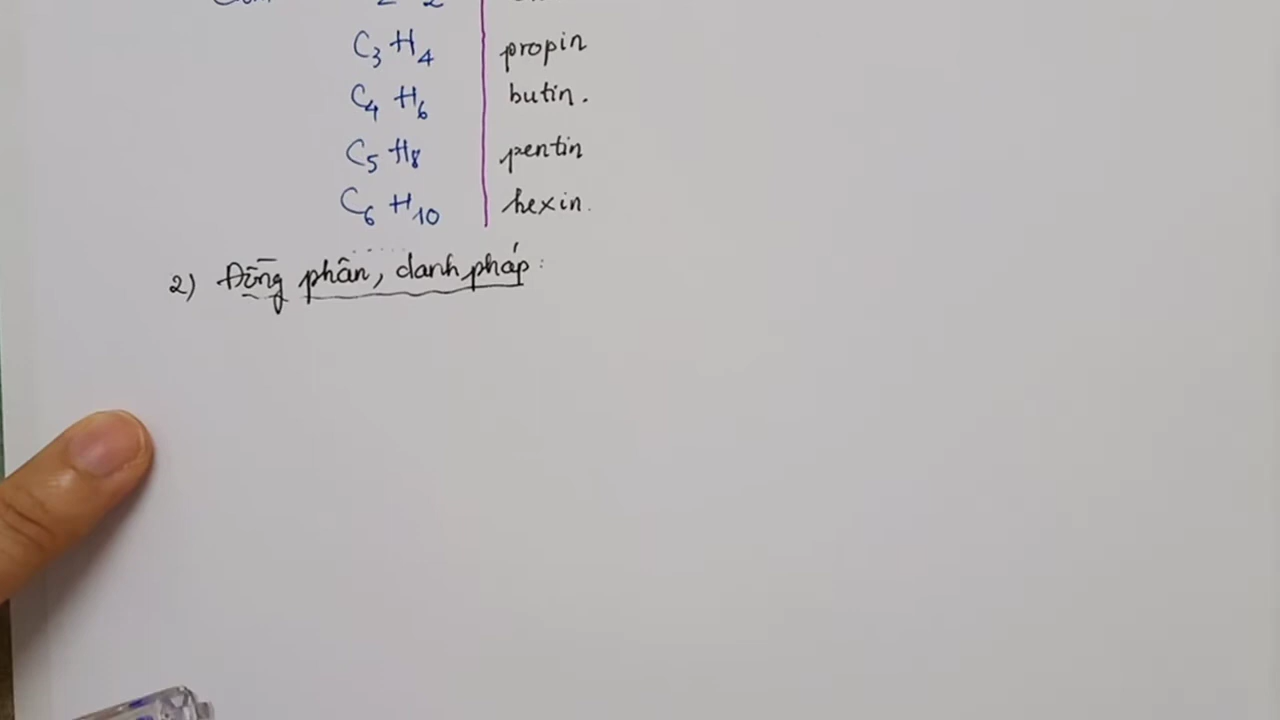 C₃H₄ propin
C₄H₆ butin.
C₅H₈ pentin
C₆H₁₀ hexin.
2) Đồng phân, danh pháp: